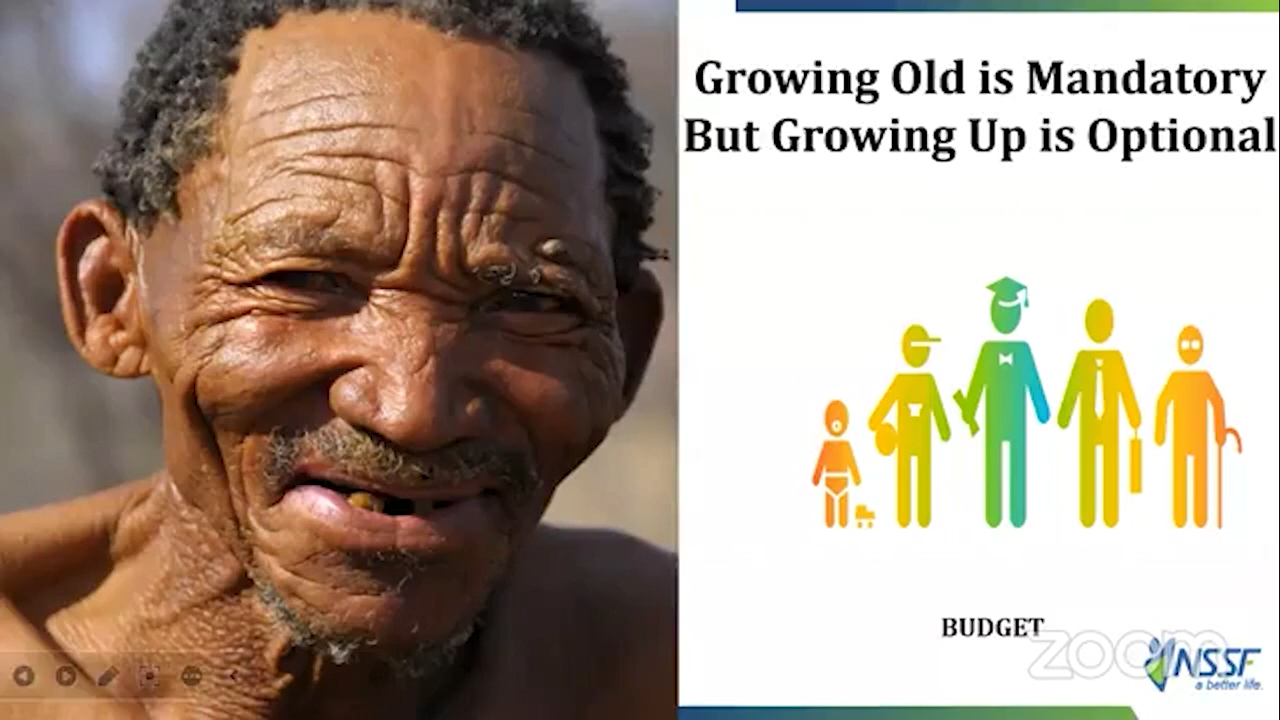 Growing Old is Mandatory
But Growing Up is Optional
BUDGET
zoom
NSSF
a better life.